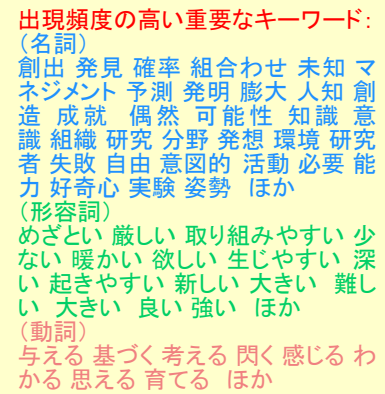 出現頻度の高い重要なキーワード：
（名詞）
創出 発見 確率 組合わせ 未知 マ
ネジメント 予測 発明 膨大 人知 創
造 成就 偶然 可能性 知識 意
識 組織 研究 分野 発想 環境 研究
者 失敗 自由 意図的 活動 必要 能
力 好奇心 実験 姿勢 ほか
（形容詞）
めざとい 厳しい 取り組みやすい 少
ない 暖かい 欲しい 生じやすい 深
い 起きやすい 新しい 大きい 難し
い 大きい 良い 強い ほか
（動詞）
与える 基づく 考える 閃く 感じる わ
かる 思える 育てる ほか